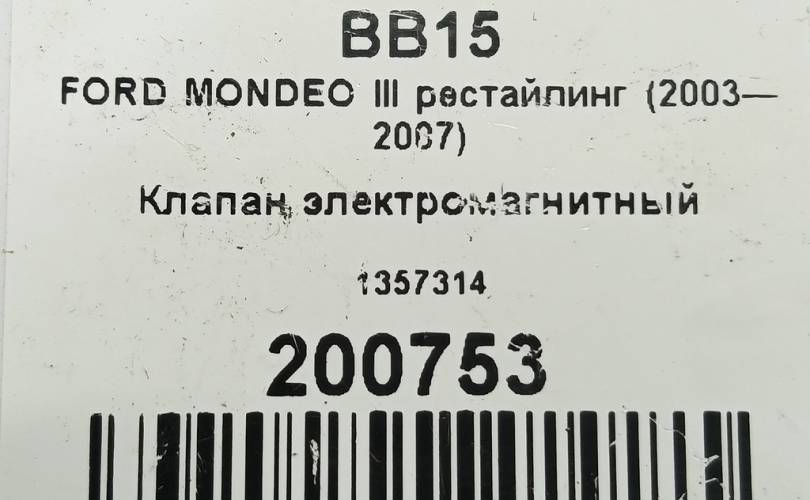 BB15
FORD MONDEO III рестайлинг (2003—
2007)
Клапан электромагнитный
1357314
200753